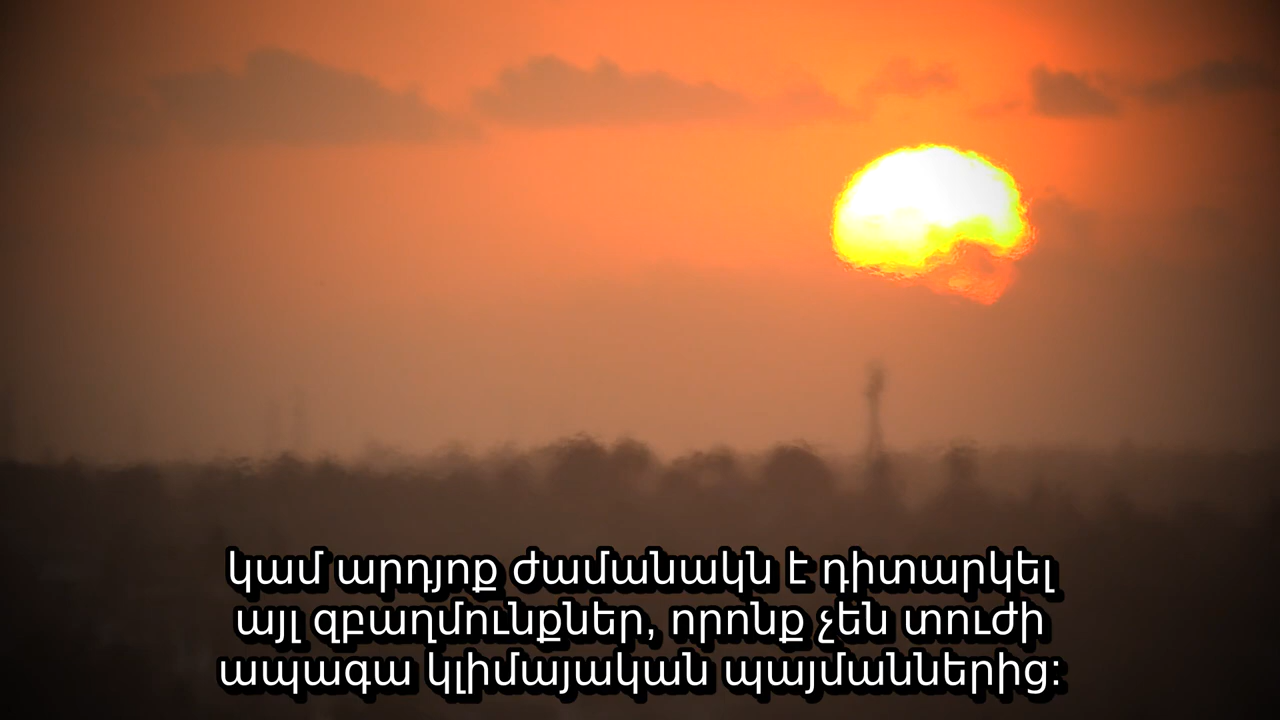 կամ արդյոք ժամանակն է դիտարկել
այլ զբաղմունքներ, որոնք չեն տուժի
ապագա կլիմայական պայմաններից: